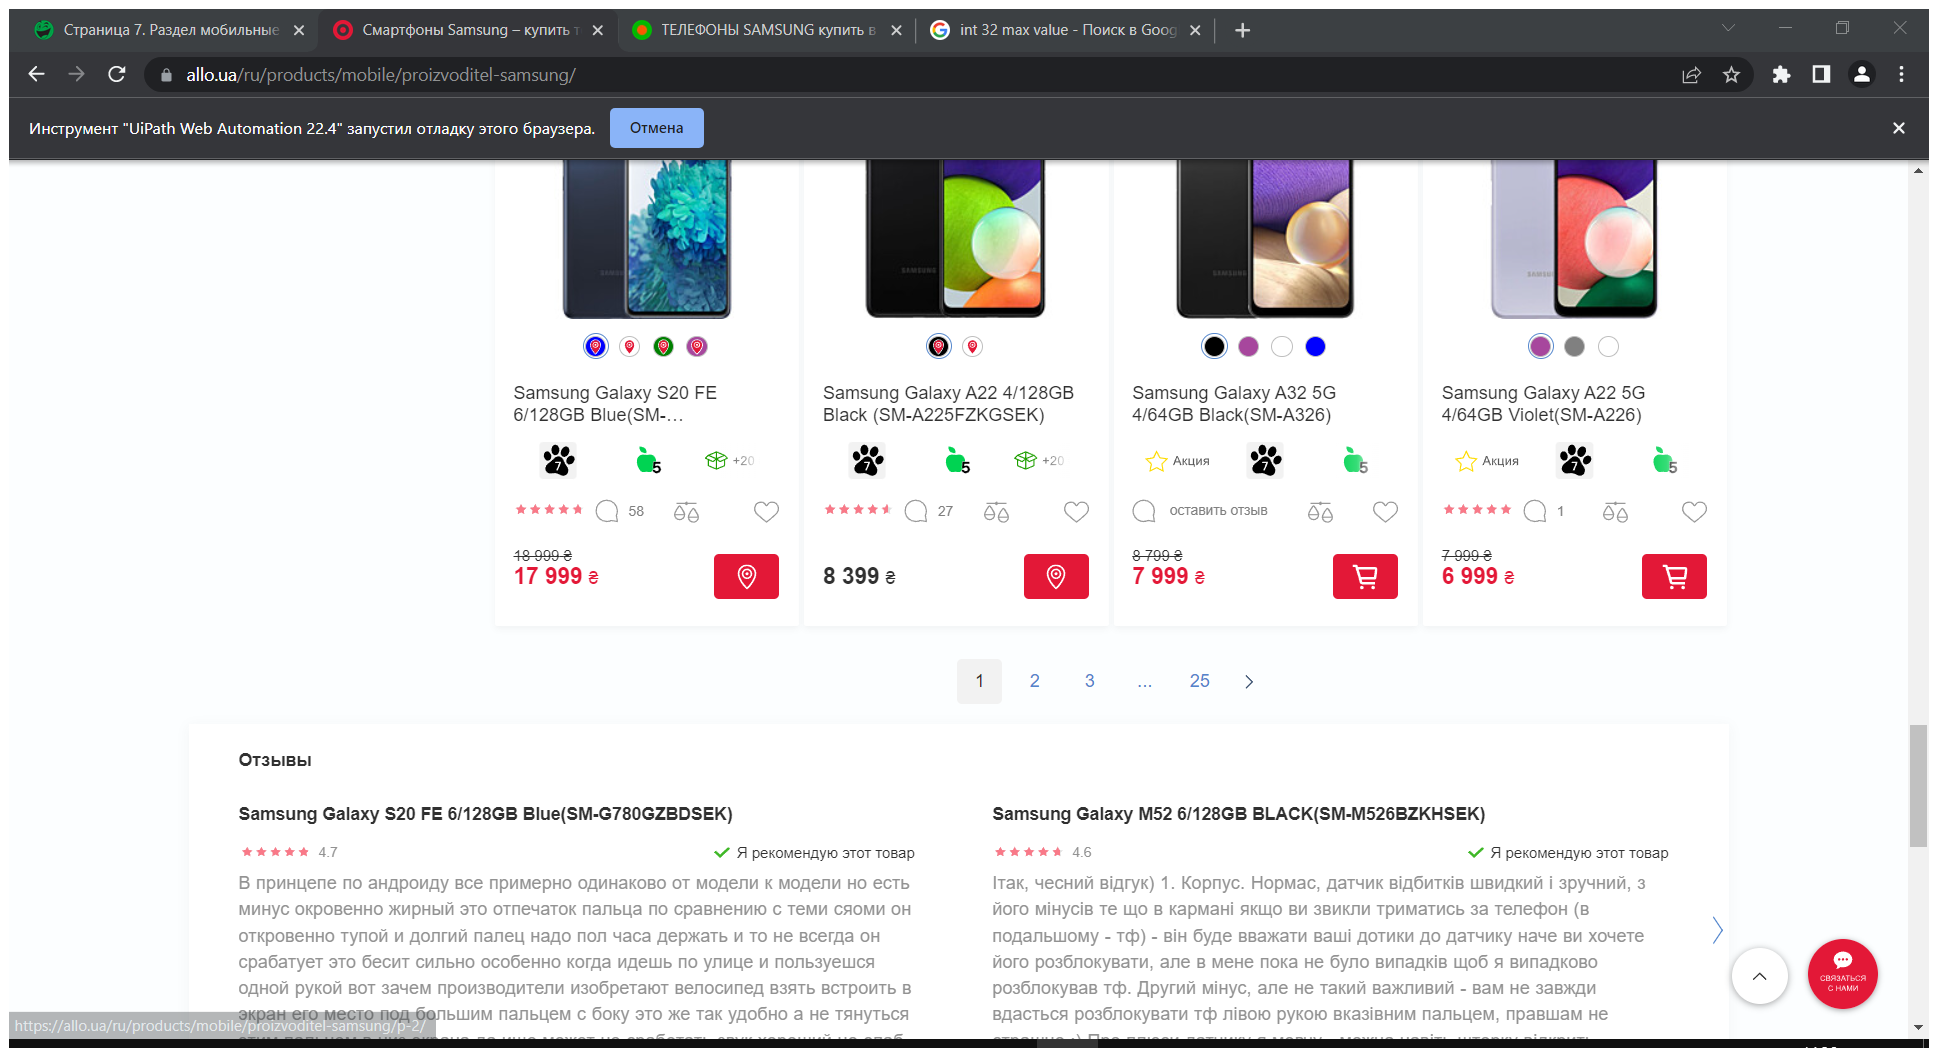 Страница 7. Раздел мобильные
Смартфоны Samsung – купить т
ТЕЛЕФОНЫ SAMSUNG купить в
int 32 max value - Поиск в Goog
allo.ua/ru/products/mobile/proizvoditel-samsung/
Инструмент "UiPath Web Automation 22.4" запустил отладку этого браузера.
Отмена
SAMSUNG
Samsung Galaxy S20 FE
6/128GB Blue(SM-…
7
5
+20
58
18 999 ₴
17 999 ₴
Samsung Galaxy A22 4/128GB
Black (SM-A225FZKGSEK)
7
5
+20
27
8 399 ₴
Samsung Galaxy A32 5G
4/64GB Black(SM-A326)
Акция
7
5
оставить отзыв
8 799 ₴
7 999 ₴
Samsung Galaxy A22 5G
4/64GB Violet(SM-A226)
Акция
7
5
1
7 999 ₴
6 999 ₴
1 2 3 ... 25
Отзывы
Samsung Galaxy S20 FE 6/128GB Blue(SM-G780GZBDSEK)
4.7
Я рекомендую этот товар
В принцепе по андроиду все примерно одинаково от модели к модели но есть
минус окровенно жирный это отпечаток пальца по сравнению с теми сяоми он
откровенно тупой и долгий палец надо пол часа держать и то не всегда он
срабатует это бесит сильно особенно когда идешь по улице и пользуешся
одной рукой вот зачем производители изобретают велосипед взять встроить в
экран его место под большим пальцем с боку это же так удобно а не тянуться
Samsung Galaxy M52 6/128GB BLACK(SM-M526BZKHSEK)
4.6
Я рекомендую этот товар
Ітак, чесний відгук) 1. Корпус. Нормас, датчик відбитків швидкий і зручний, з
його мінусів те що в кармані якщо ви звикли триматись за телефон (в
подальшому - тф) - він буде вважати ваші дотики до датчику наче ви хочете
його розблокувати, але в мене пока не було випадків щоб я випадково
розблокував тф. Другий мінус, але не такий важливий - вам не завжди
вдасться розблокувати тф лівою рукою вказівним пальцем, правшам не
СВЯЗАТЬСЯ
С НАМИ
https://allo.ua/ru/products/mobile/proizvoditel-samsung/p-2/